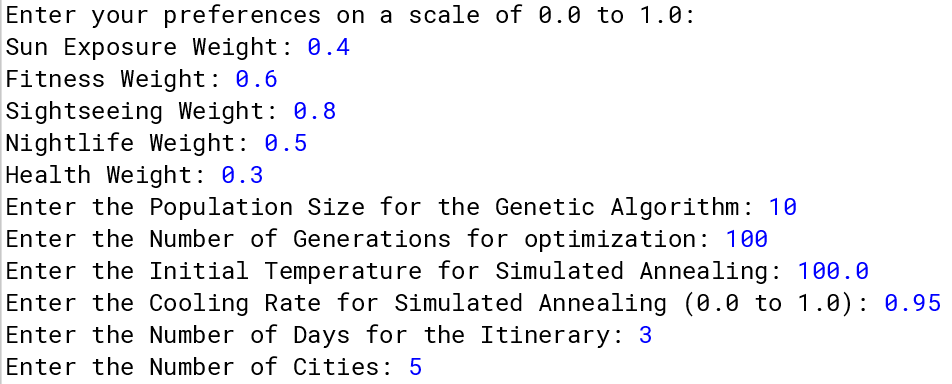 Enter your preferences on a scale of 0.0 to 1.0:
Sun Exposure Weight: 0.4
Fitness Weight: 0.6
Sightseeing Weight: 0.8
Nightlife Weight: 0.5
Health Weight: 0.3
Enter the Population Size for the Genetic Algorithm: 10
Enter the Number of Generations for optimization: 100
Enter the Initial Temperature for Simulated Annealing: 100.0
Enter the Cooling Rate for Simulated Annealing (0.0 to 1.0): 0.95
Enter the Number of Days for the Itinerary: 3
Enter the Number of Cities: 5